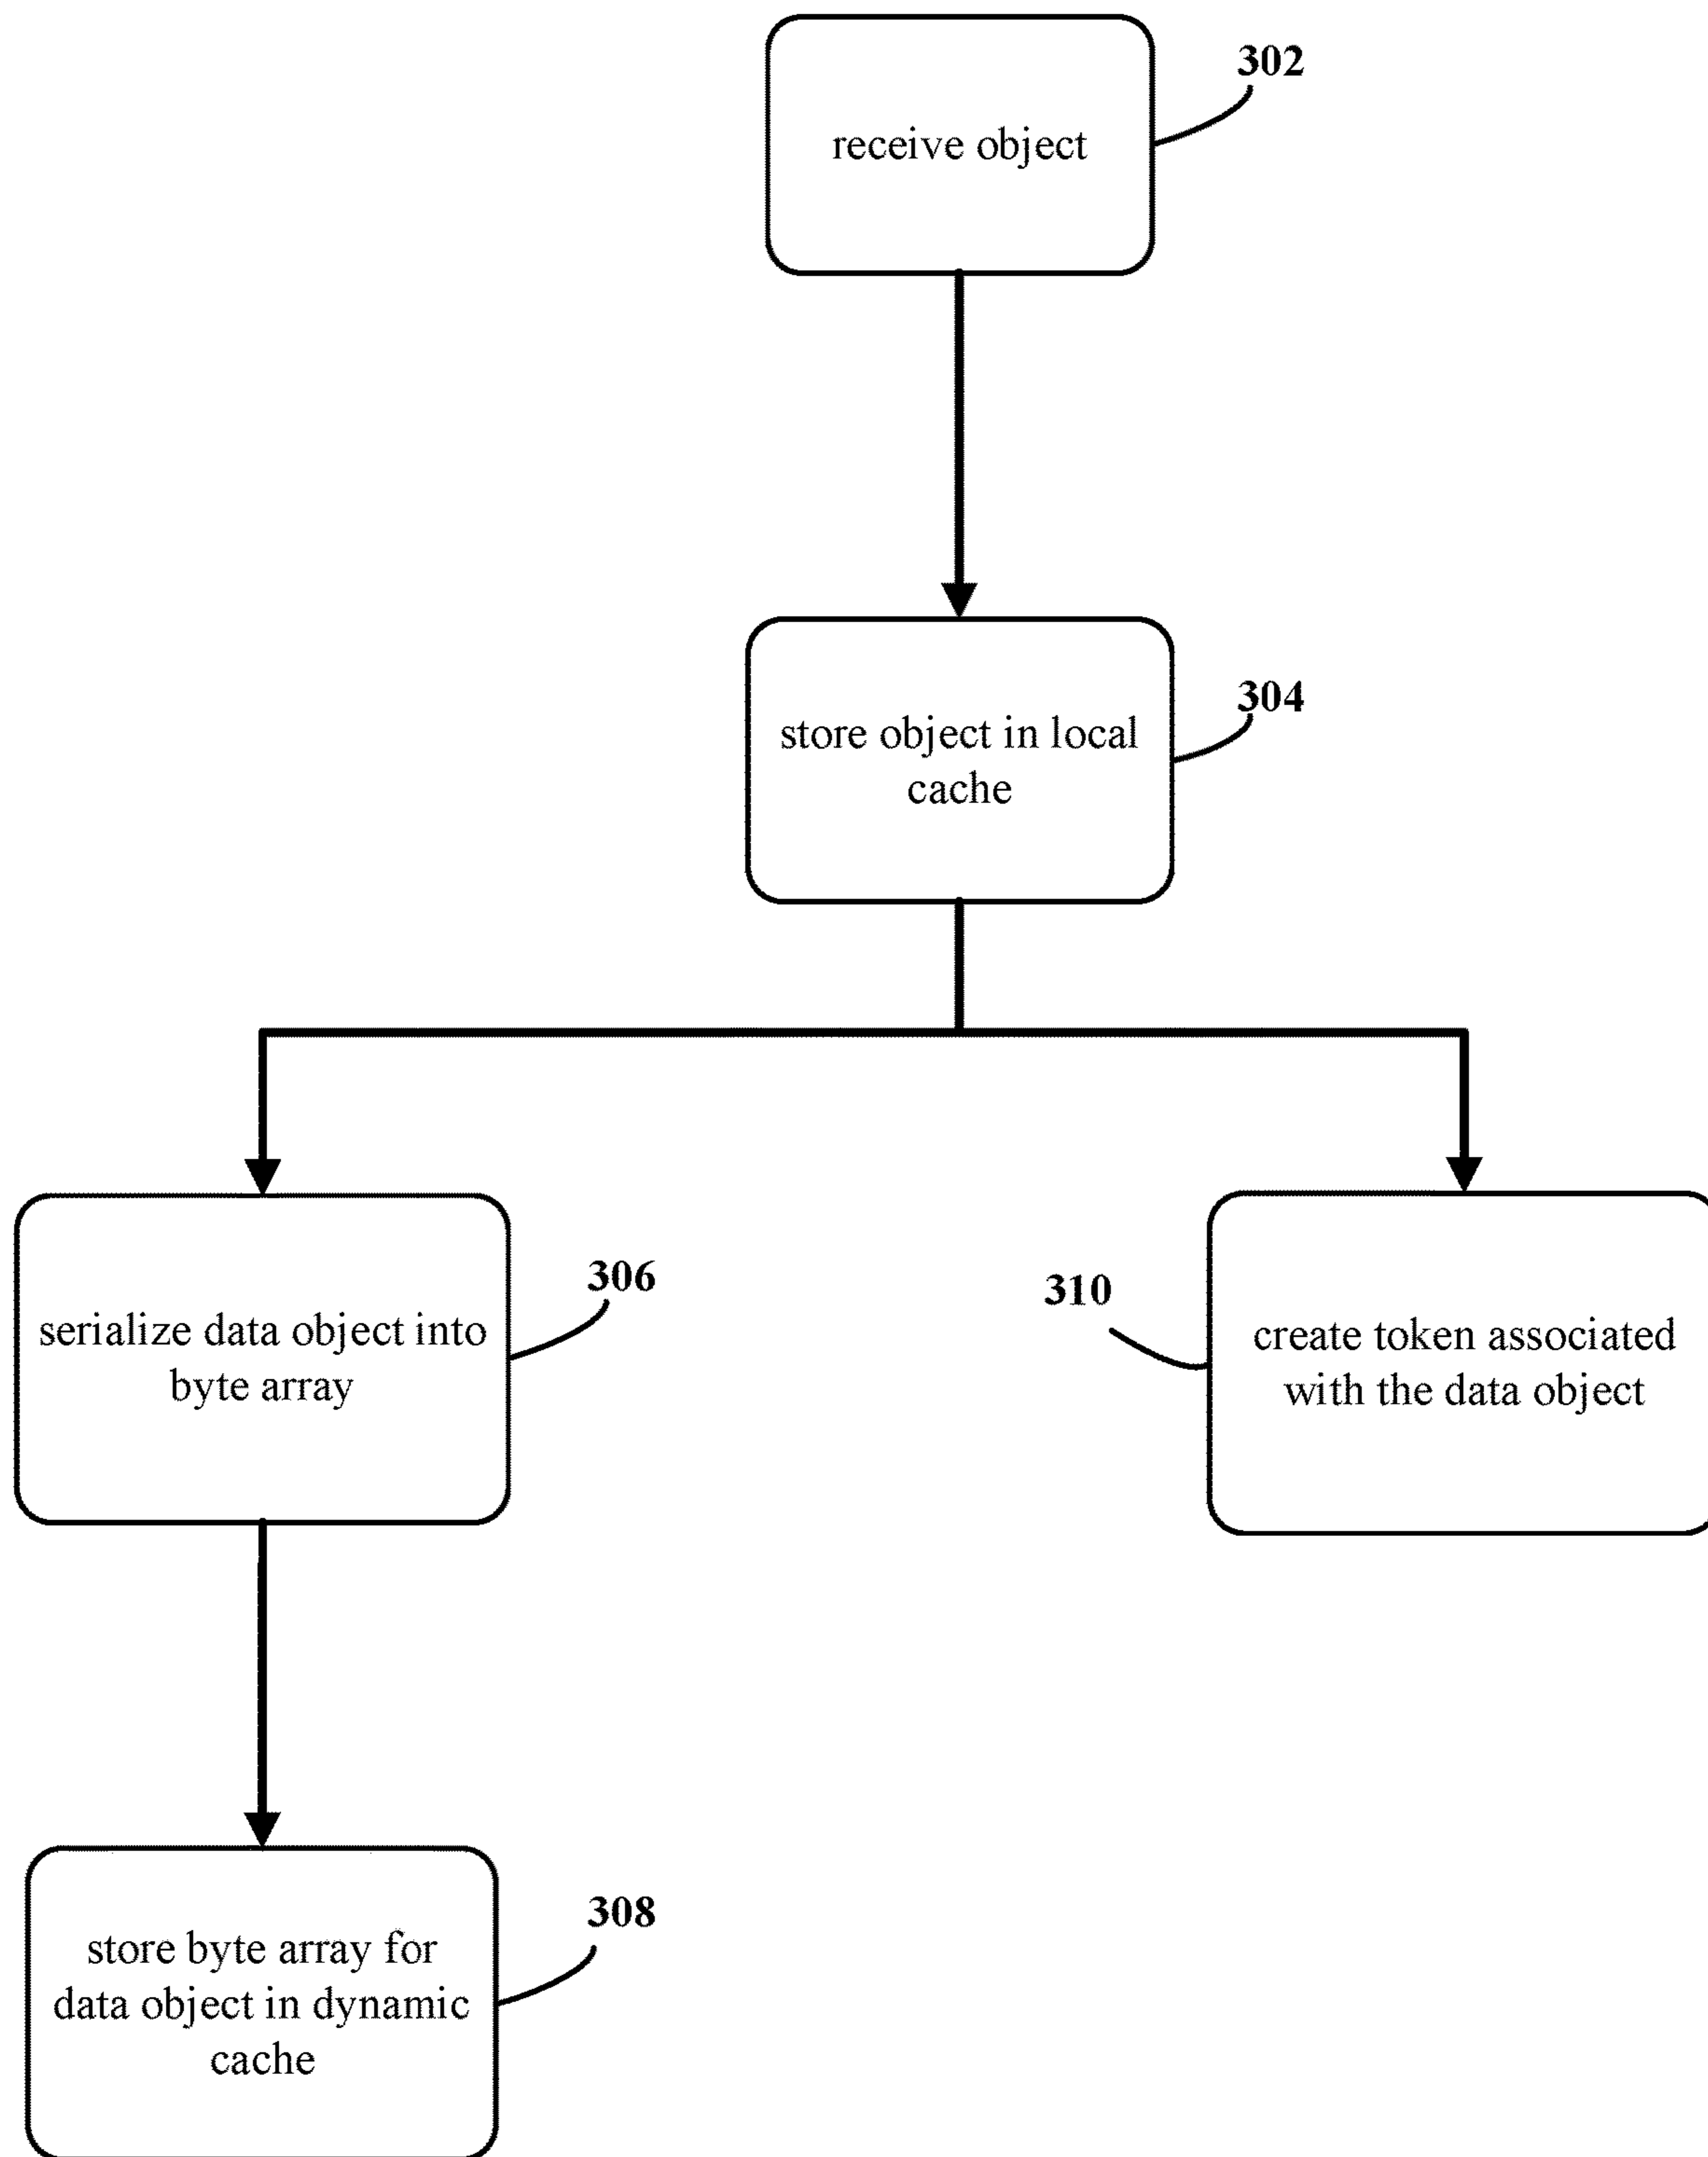 302
receive object
304
store object in local
cache
306
serialize data object into
byte array
310
create token associated
with the data object
308
store byte array for
data object in dynamic
cache